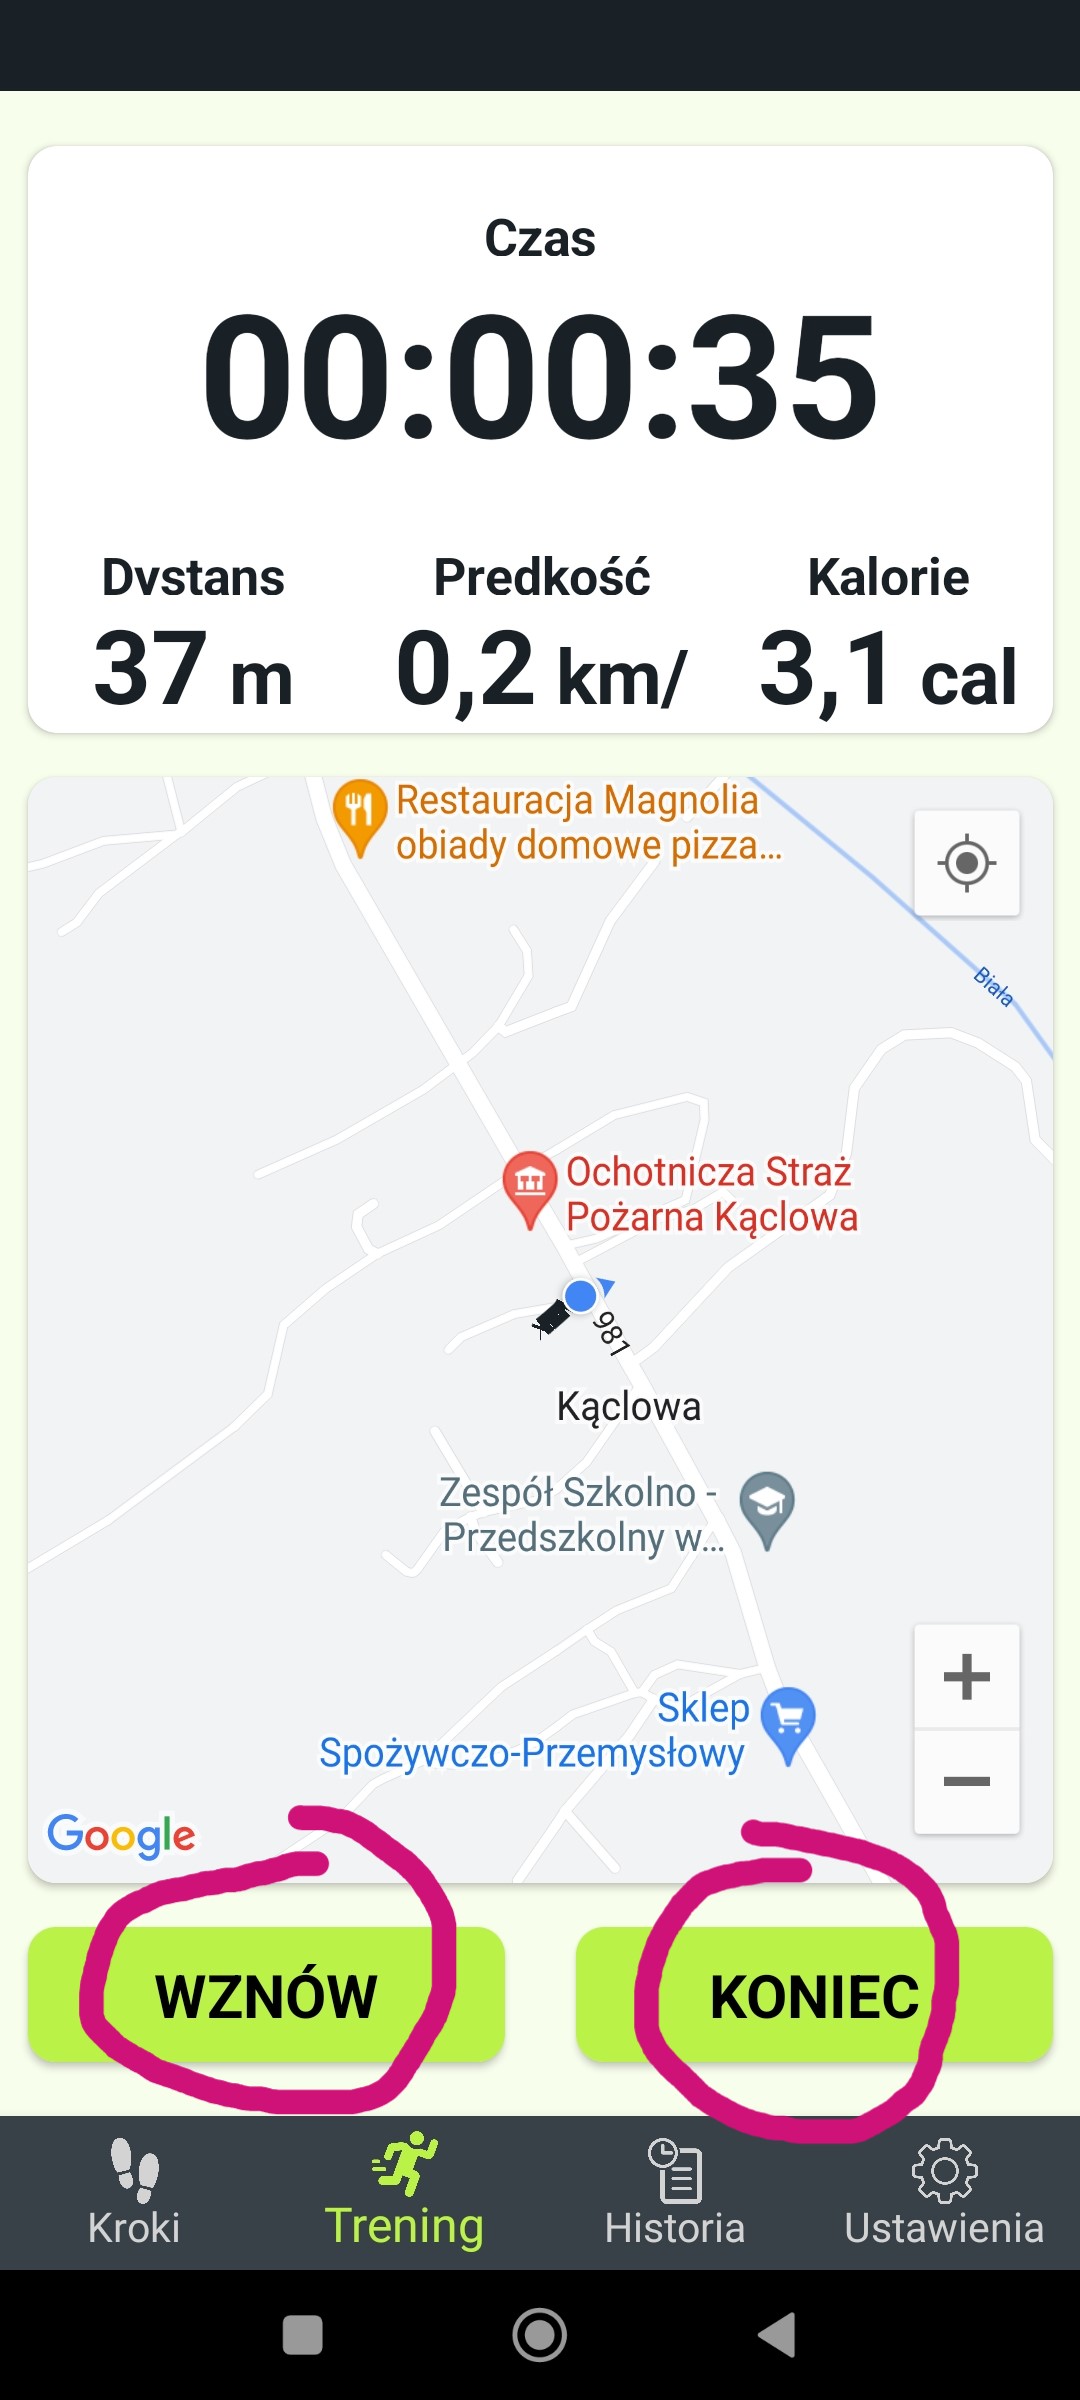 Czas
00:00:35
Dystans Predkość Kalorie
37 m 0,2 km/ 3,1 cal
Restauracja Magnolia
obiady domowe pizza...
Biała
Ochotnicza Straż
Pożarna Kąclowa
981
Kąclowa
Zespół Szkolno -
Przedszkolny w...
Sklep
Spożywczo-Przemysłowy
Google
WZNÓW KONIEC
Kroki Trening Historia Ustawienia